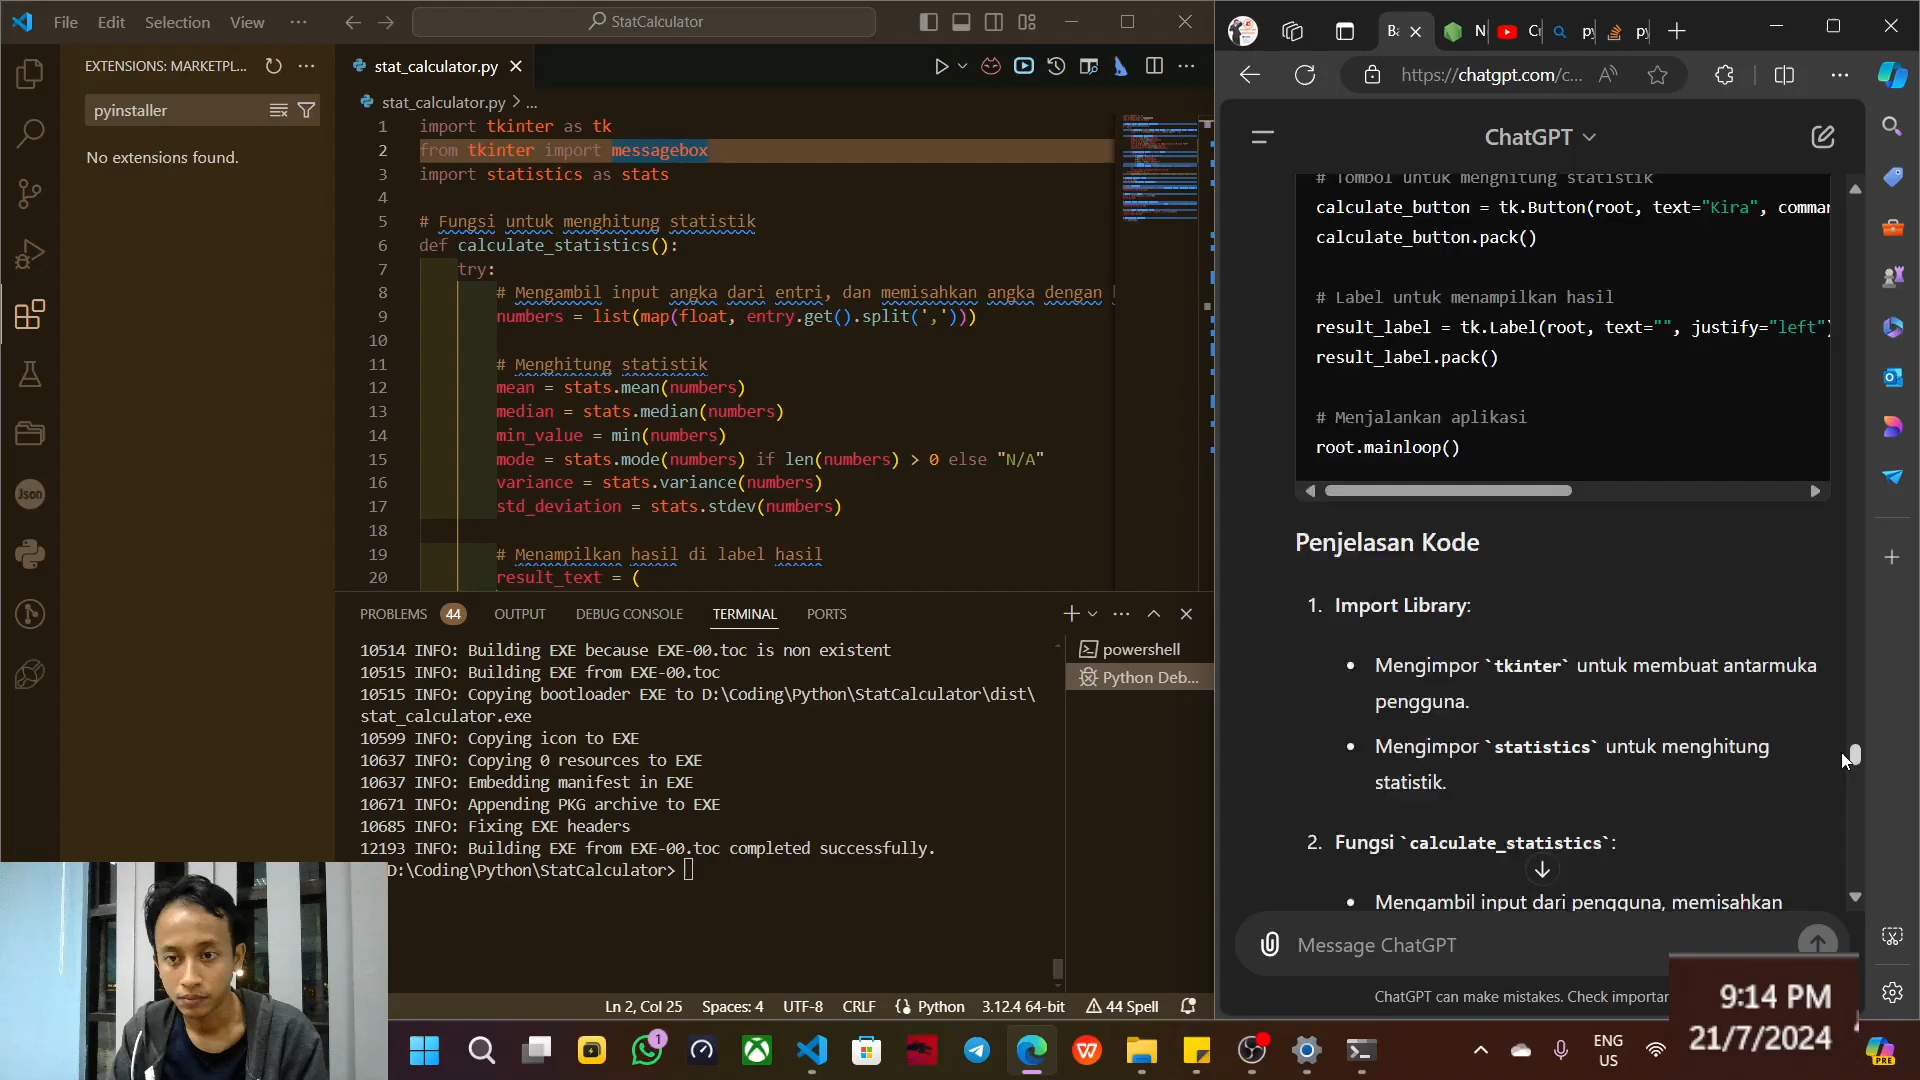 File Edit Selection View ···
StatCalculator
EXTENSIONS: MARKETPL... ···
pyinstaller
No extensions found.
stat_calculator.py
stat_calculator.py > ...
1 import tkinter as tk
2 from tkinter import messagebox
3 import statistics as stats
4
5 # Fungsi untuk menghitung statistik
6 def calculate_statistics():
7 try:
8 # Mengambil input angka dari entri, dan memisahkan angka dengan
9 numbers = list(map(float, entry.get().split(',')))
10
11 # Menghitung statistik
12 mean = stats.mean(numbers)
13 median = stats.median(numbers)
14 min_value = min(numbers)
15 mode = stats.mode(numbers) if len(numbers) > 0 else "N/A"
16 variance = stats.variance(numbers)
17 std_deviation = stats.stdev(numbers)
18
19 # Menampilkan hasil di label hasil
20 result_text = (
PROBLEMS 44 OUTPUT DEBUG CONSOLE TERMINAL PORTS
10514 INFO: Building EXE because EXE-00.toc is non existent
10515 INFO: Building EXE from EXE-00.toc
10515 INFO: Copying bootloader EXE to D:\Coding\Python\StatCalculator\dist\
stat_calculator.exe
10599 INFO: Copying icon to EXE
10637 INFO: Copying 0 resources to EXE
10637 INFO: Embedding manifest in EXE
10671 INFO: Appending PKG archive to EXE
10685 INFO: Fixing EXE headers
12193 INFO: Building EXE from EXE-00.toc completed successfully.
D:\Coding\Python\StatCalculator>
powershell
Python Deb...
Json
Ln 2, Col 25 Spaces: 4 UTF-8 CRLF Python 3.12.4 64-bit 44 Spell
https://chatgpt.com/c...
ChatGPT
# Tombol untuk menghitung statistik
calculate_button = tk.Button(root, text="Kira", comma
calculate_button.pack()
# Label untuk menampilkan hasil
result_label = tk.Label(root, text="", justify="left"
result_label.pack()
# Menjalankan aplikasi
root.mainloop()
Penjelasan Kode
1. Import Library:
• Mengimpor `tkinter` untuk membuat antarmuka
pengguna.
• Mengimpor `statistics` untuk menghitung
statistik.
2. Fungsi `calculate_statistics`:
• Mengambil input dari pengguna, memisahkan
Message ChatGPT
ChatGPT can make mistakes. Check importan
9:14 PM
21/7/2024
ENG
US
1
PRE